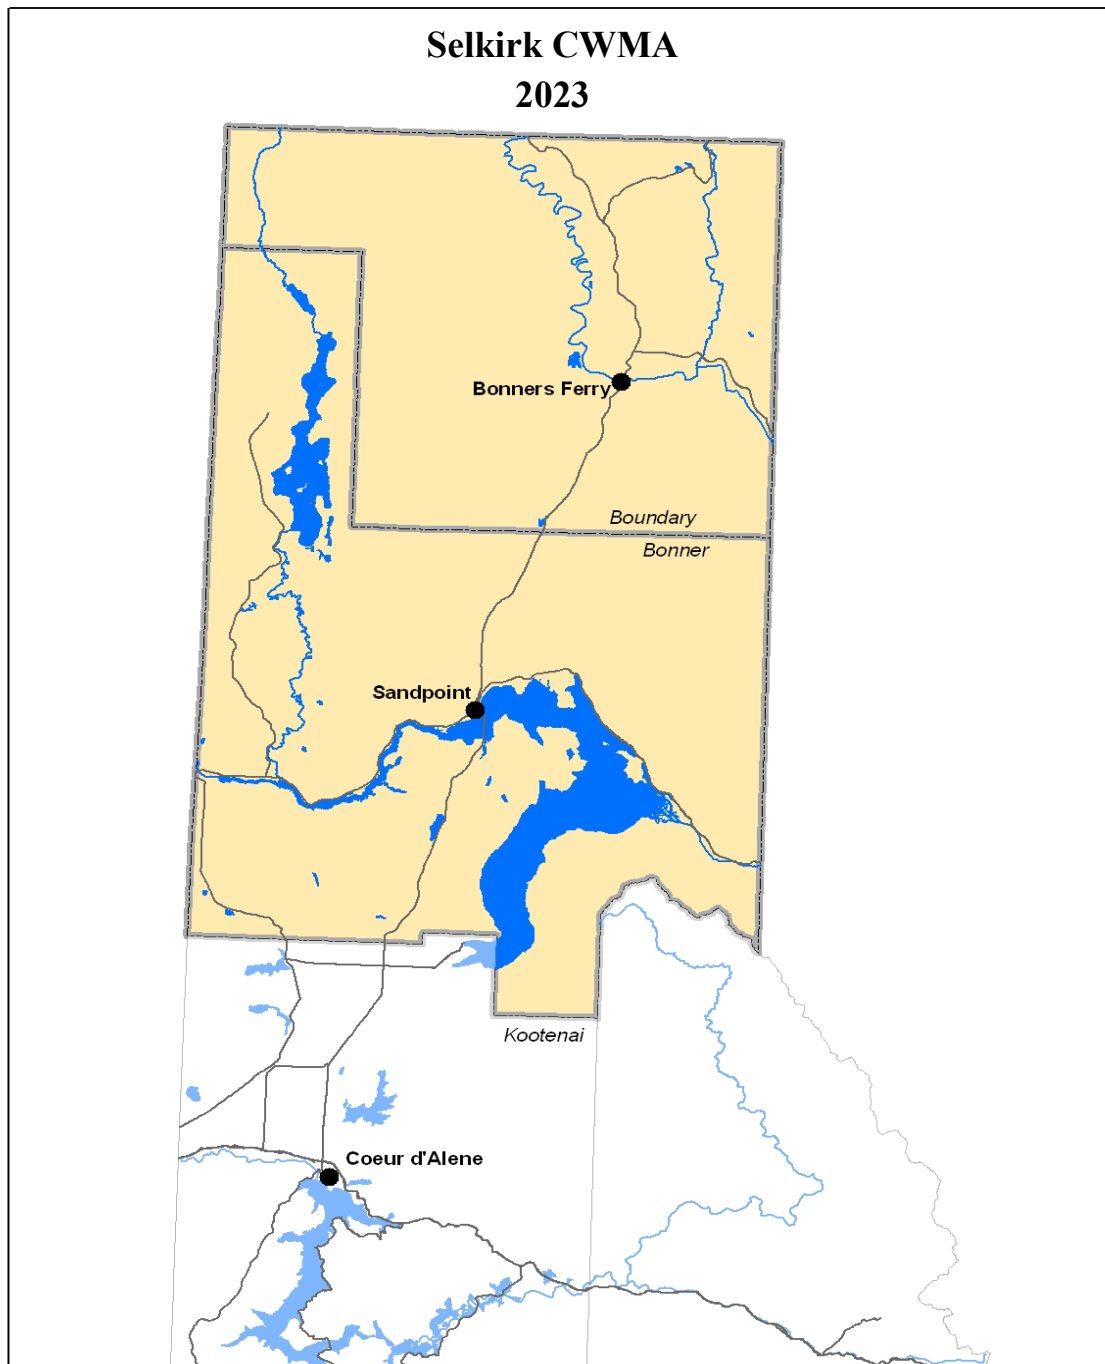 Selkirk CWMA
2023
Bonners Ferry
Boundary
Bonner
Sandpoint
Kootenai
Coeur d'Alene